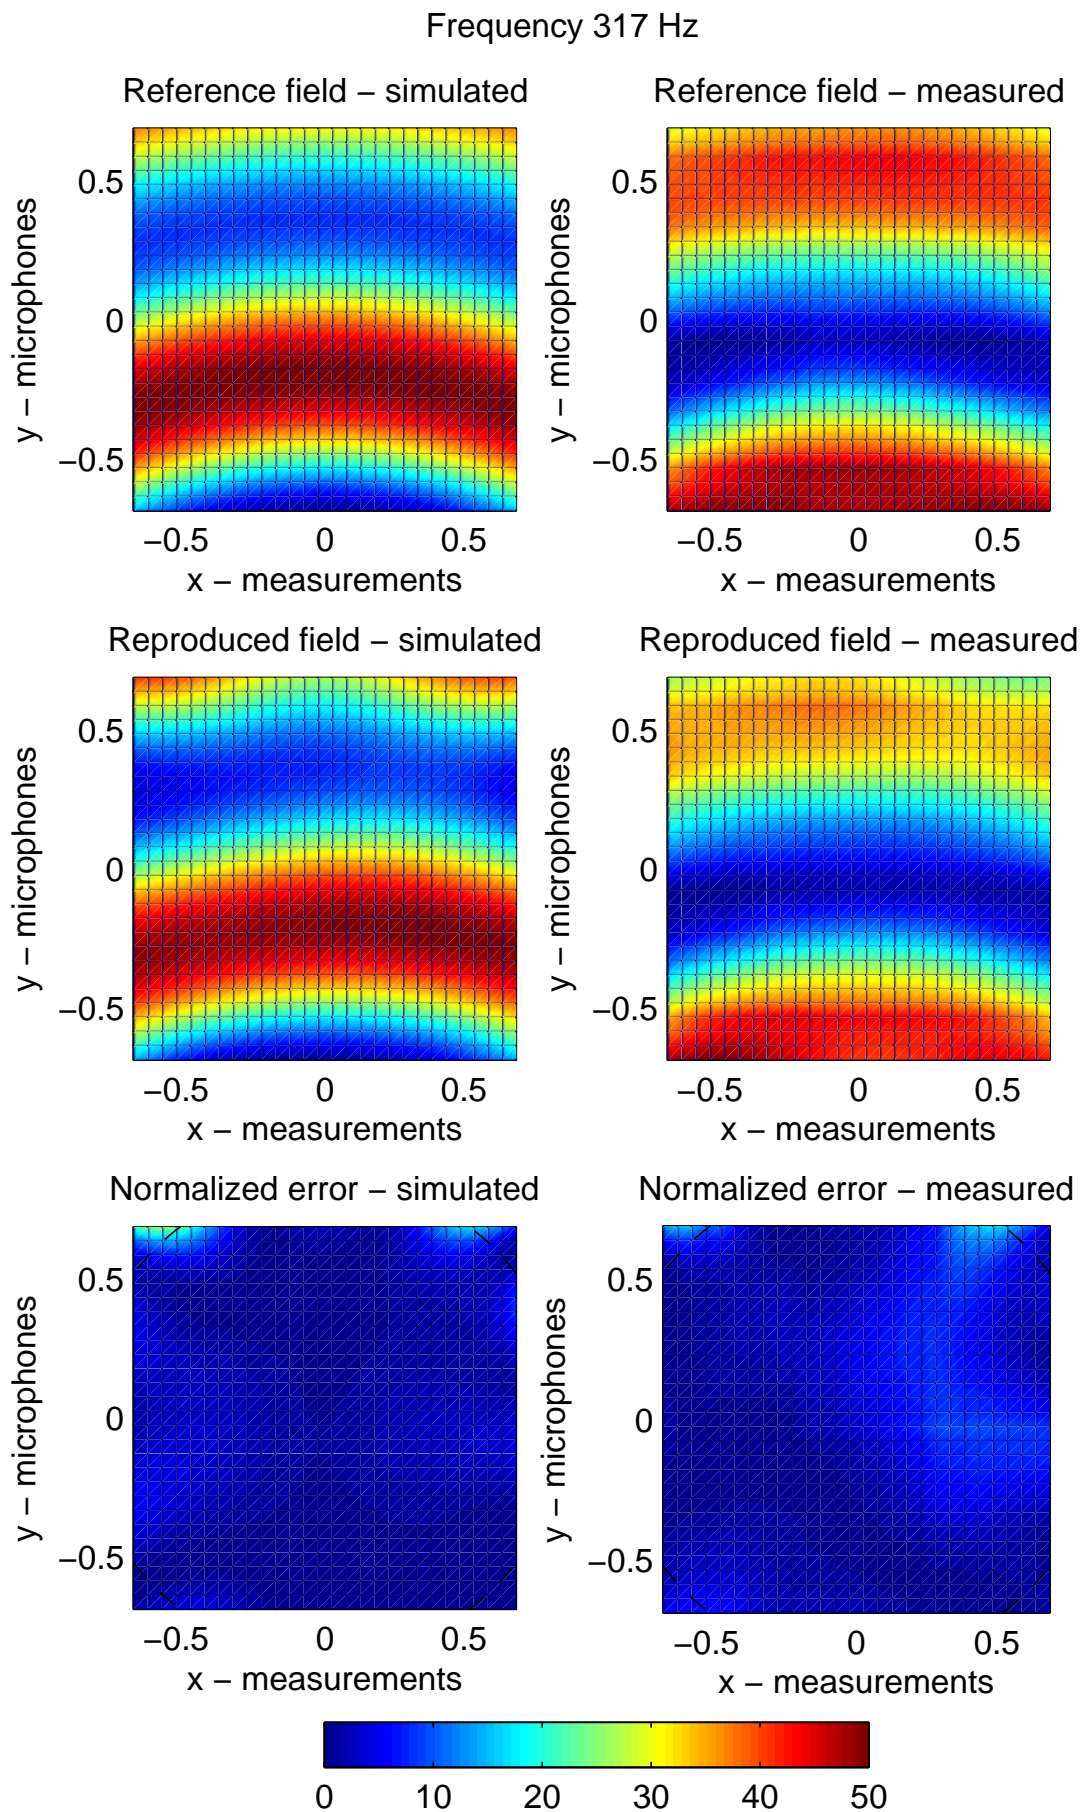 Frequency 317 Hz
Reference field – simulated
Reference field – measured
y – microphones
0.5
0
−0.5
−0.5 0 0.5
x – measurements
y – microphones
0.5
0
−0.5
−0.5 0 0.5
x – measurements
Reproduced field – simulated
Reproduced field – measured
y – microphones
0.5
0
−0.5
−0.5 0 0.5
x – measurements
y – microphones
0.5
0
−0.5
−0.5 0 0.5
x – measurements
Normalized error – simulated
Normalized error – measured
y – microphones
0.5
0
−0.5
−0.5 0 0.5
x – measurements
y – microphones
0.5
0
−0.5
−0.5 0 0.5
x – measurements
0 10 20 30 40 50